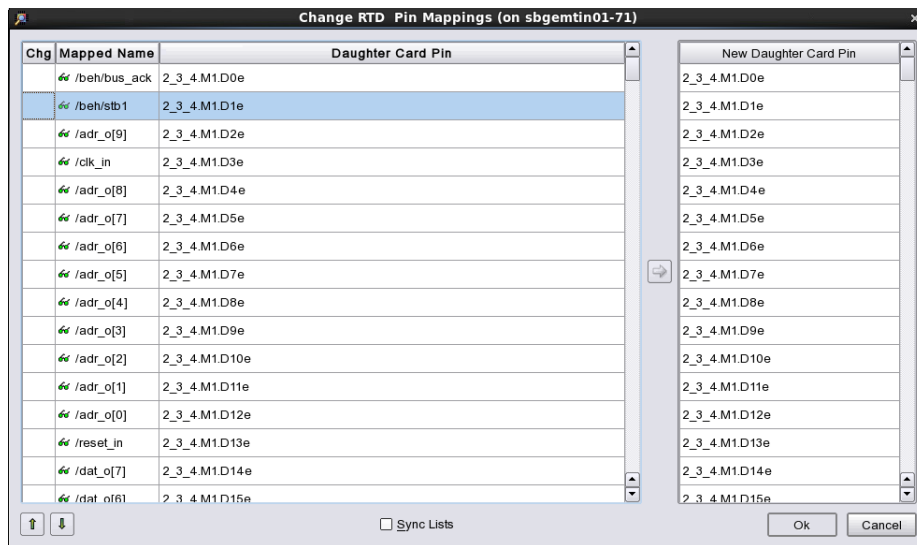 Change RTD Pin Mappings (on sbgemtin01-71)
Chg Mapped Name Daughter Card Pin New Daughter Card Pin
/beh/bus_ack 2_3_4.M1.D0e 2_3_4.M1.D0e
/beh/stb1 2_3_4.M1.D1e 2_3_4.M1.D1e
/adr_o[9] 2_3_4.M1.D2e 2_3_4.M1.D2e
/clk_in 2_3_4.M1.D3e 2_3_4.M1.D3e
/adr_o[8] 2_3_4.M1.D4e 2_3_4.M1.D4e
/adr_o[7] 2_3_4.M1.D5e 2_3_4.M1.D5e
/adr_o[6] 2_3_4.M1.D6e 2_3_4.M1.D6e
/adr_o[5] 2_3_4.M1.D7e 2_3_4.M1.D7e
/adr_o[4] 2_3_4.M1.D8e 2_3_4.M1.D8e
/adr_o[3] 2_3_4.M1.D9e 2_3_4.M1.D9e
/adr_o[2] 2_3_4.M1.D10e 2_3_4.M1.D10e
/adr_o[1] 2_3_4.M1.D11e 2_3_4.M1.D11e
/adr_o[0] 2_3_4.M1.D12e 2_3_4.M1.D12e
/reset_in 2_3_4.M1.D13e 2_3_4.M1.D13e
/dat_o[7] 2_3_4.M1.D14e 2_3_4.M1.D14e
/dat_o[6] 2_3_4.M1.D15e 2_3_4.M1.D15e
Sync Lists Ok Cancel